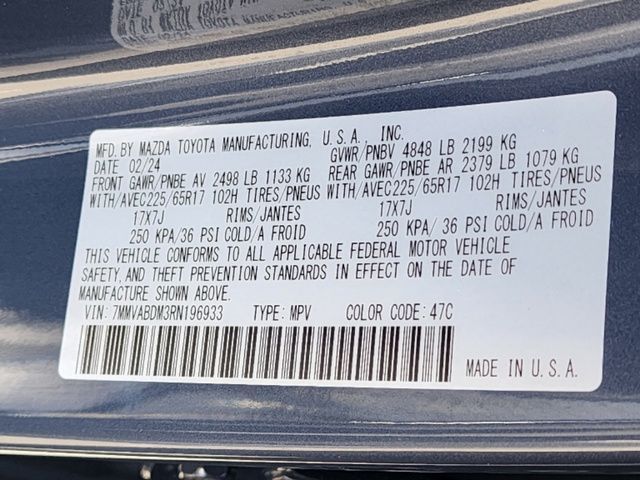 MFD. BY MAZDA TOYOTA MANUFACTURING, U.S.A., INC.
DATE 02/24 GVWR/PNBV 4848 LB 2199 KG
FRONT GAWR/PNBE AV 2498 LB 1133 KG REAR GAWR/PNBE AR 2379 LB 1079 KG
WITH/AVEC225/65R17 102H TIRES/PNEUS WITH/AVEC225/65R17 102H TIRES/PNEUS
17X7J RIMS/JANTES 17X7J RIMS/JANTES
250 KPA/36 PSI COLD/A FROID 250 KPA/36 PSI COLD/A FROID
THIS VEHICLE CONFORMS TO ALL APPLICABLE FEDERAL MOTOR VEHICLE
SAFETY, AND THEFT PREVENTION STANDARDS IN EFFECT ON THE DATE OF
MANUFACTURE SHOWN ABOVE.
VIN: 7MMVABDM3RN196933 TYPE: MPV COLOR CODE: 47C
MADE IN U.S.A.